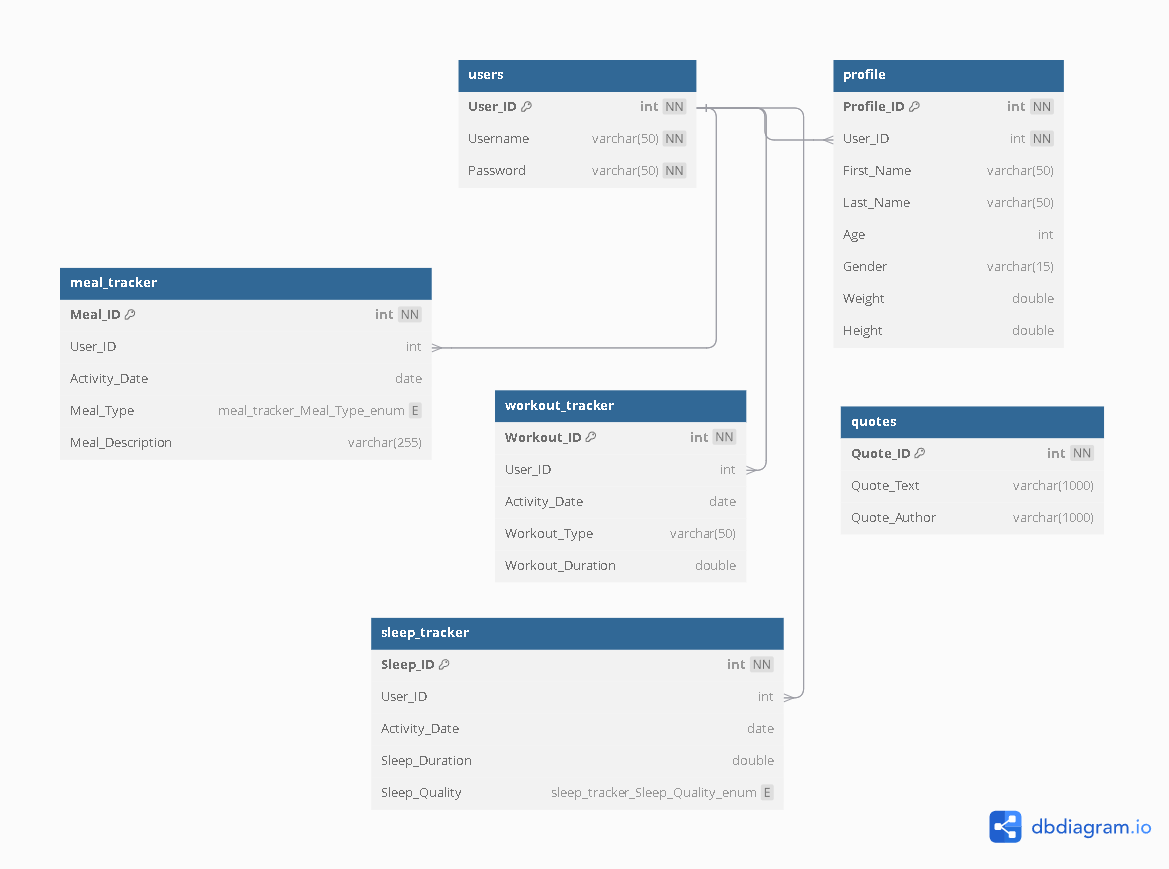 users
User_ID int NN
Username varchar(50) NN
Password varchar(50) NN
profile
Profile_ID int NN
User_ID int NN
First_Name varchar(50)
Last_Name varchar(50)
Age int
Gender varchar(15)
Weight double
Height double
meal_tracker
Meal_ID int NN
User_ID int
Activity_Date date
Meal_Type meal_tracker_Meal_Type_enum E
Meal_Description varchar(255)
workout_tracker
Workout_ID int NN
User_ID int
Activity_Date date
Workout_Type varchar(50)
Workout_Duration double
quotes
Quote_ID int NN
Quote_Text varchar(1000)
Quote_Author varchar(1000)
sleep_tracker
Sleep_ID int NN
User_ID int
Activity_Date date
Sleep_Duration double
Sleep_Quality sleep_tracker_Sleep_Quality_enum E
dbdiagram.io